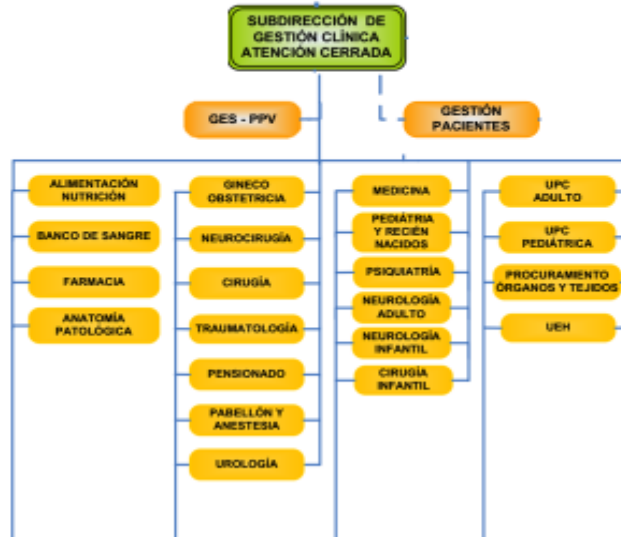 SUBDIRECCIÓN DE
GESTIÓN CLÍNICA
ATENCIÓN CERRADA
GES - PPV
GESTIÓN
PACIENTES
ALIMENTACIÓN
NUTRICIÓN
BANCO DE SANGRE
FARMACIA
ANATOMÍA
PATOLÓGICA
GINECO
OBSTETRICIA
NEUROCIRUGÍA
CIRUGÍA
TRAUMATOLOGÍA
PENSIONADO
PABELLÓN Y
ANESTESIA
UROLOGÍA
MEDICINA
PEDIÁTRIA
Y RECIÉN
NACIDOS
PSIQUIATRÍA
NEUROLOGÍA
ADULTO
NEUROLOGÍA
INFANTIL
CIRUGÍA
INFANTIL
UPC
ADULTO
UPC
PEDIÁTRICA
PROCURAMIENTO
ÓRGANOS Y TEJIDOS
UEH